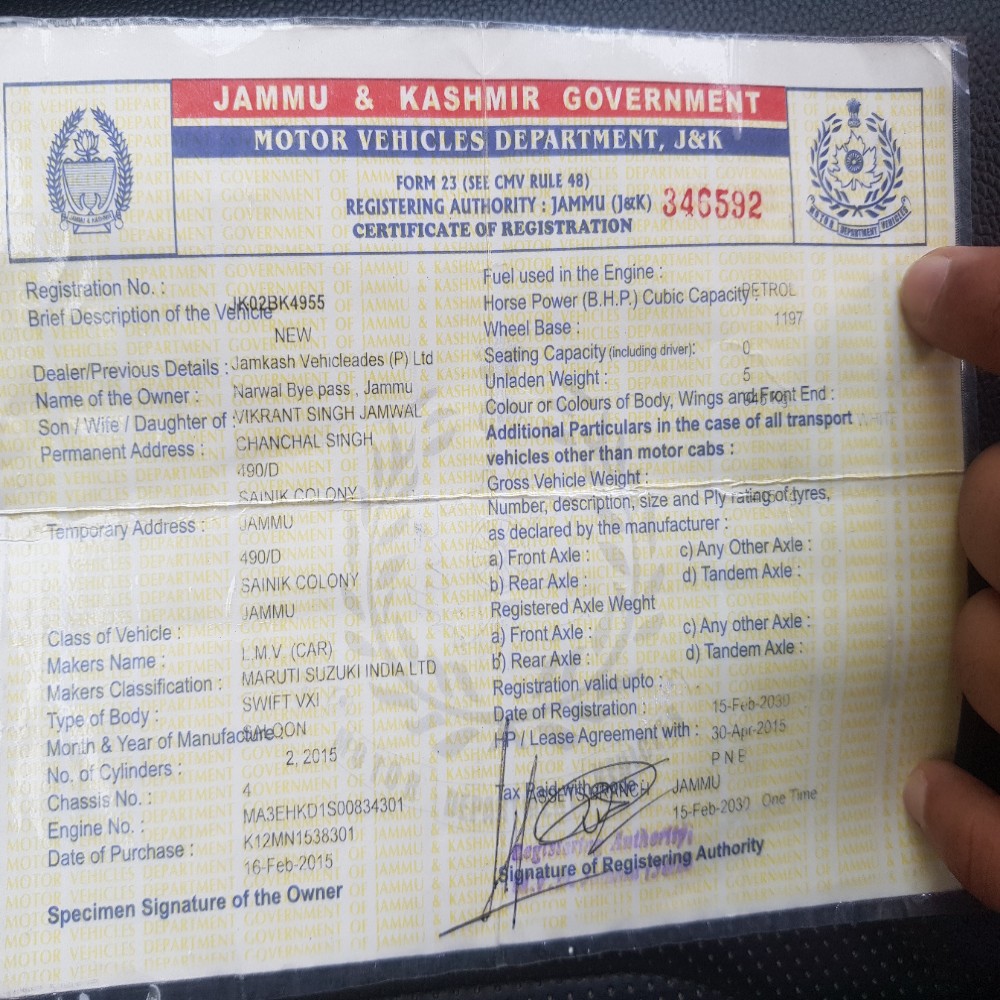 JAMMU & KASHMIR GOVERNMENT
MOTOR VEHICLES DEPARTMENT, J&K
FORM 23 (SEE CMV RULE 48)
REGISTERING AUTHORITY : JAMMU (J&K) 346592
CERTIFICATE OF REGISTRATION
JAMMU & KASHMIR
MOTOR VEHICLES DEPARTMENT
Registration No. :
JK02BK4955
Brief Description of the Vehicle
NEW
Dealer/Previous Details : Jamkash Vehicleades (P) Ltd
Narwal Bye pass , Jammu
Name of the Owner :
VIKRANT SINGH JAMWAL
Son / Wife / Daughter of :
CHANCHAL SINGH
Permanent Address :
490/D
SAINIK COLONY
JAMMU
Temporary Address :
490/D
SAINIK COLONY
JAMMU
Class of Vehicle :
L.M.V. (CAR)
Makers Name :
MARUTI SUZUKI INDIA LTD
Makers Classification :
SWIFT VXI
Type of Body :
SALOON
Month & Year of Manufacture
2, 2015
No. of Cylinders :
4
Chassis No. :
MA3EHKD1S00834301
Engine No. :
K12MN1538301
Date of Purchase :
16-Feb-2015
Specimen Signature of the Owner
Fuel used in the Engine :
PETROL
Horse Power (B.H.P.) Cubic Capacity :
1197
Wheel Base :
0
Seating Capacity (including driver):
5
Unladen Weight :
Colour or Colours of Body, Wings and Front End :
WHITE
Additional Particulars in the case of all transport
vehicles other than motor cabs :
Gross Vehicle Weight :
Number, description, size and Ply rating of tyres,
as declared by the manufacturer :
a) Front Axle : c) Any Other Axle :
b) Rear Axle : d) Tandem Axle :
Registered Axle Weght
a) Front Axle : c) Any other Axle :
b) Rear Axle : d) Tandem Axle :
Registration valid upto :
15-Feb-2030
Date of Registration :
30-Apr-2015
HP / Lease Agreement with :
P N B
JAMMU
Tax Paid with
15-Feb-2030 One Time
Registering Authority
Signature of Registering Authority